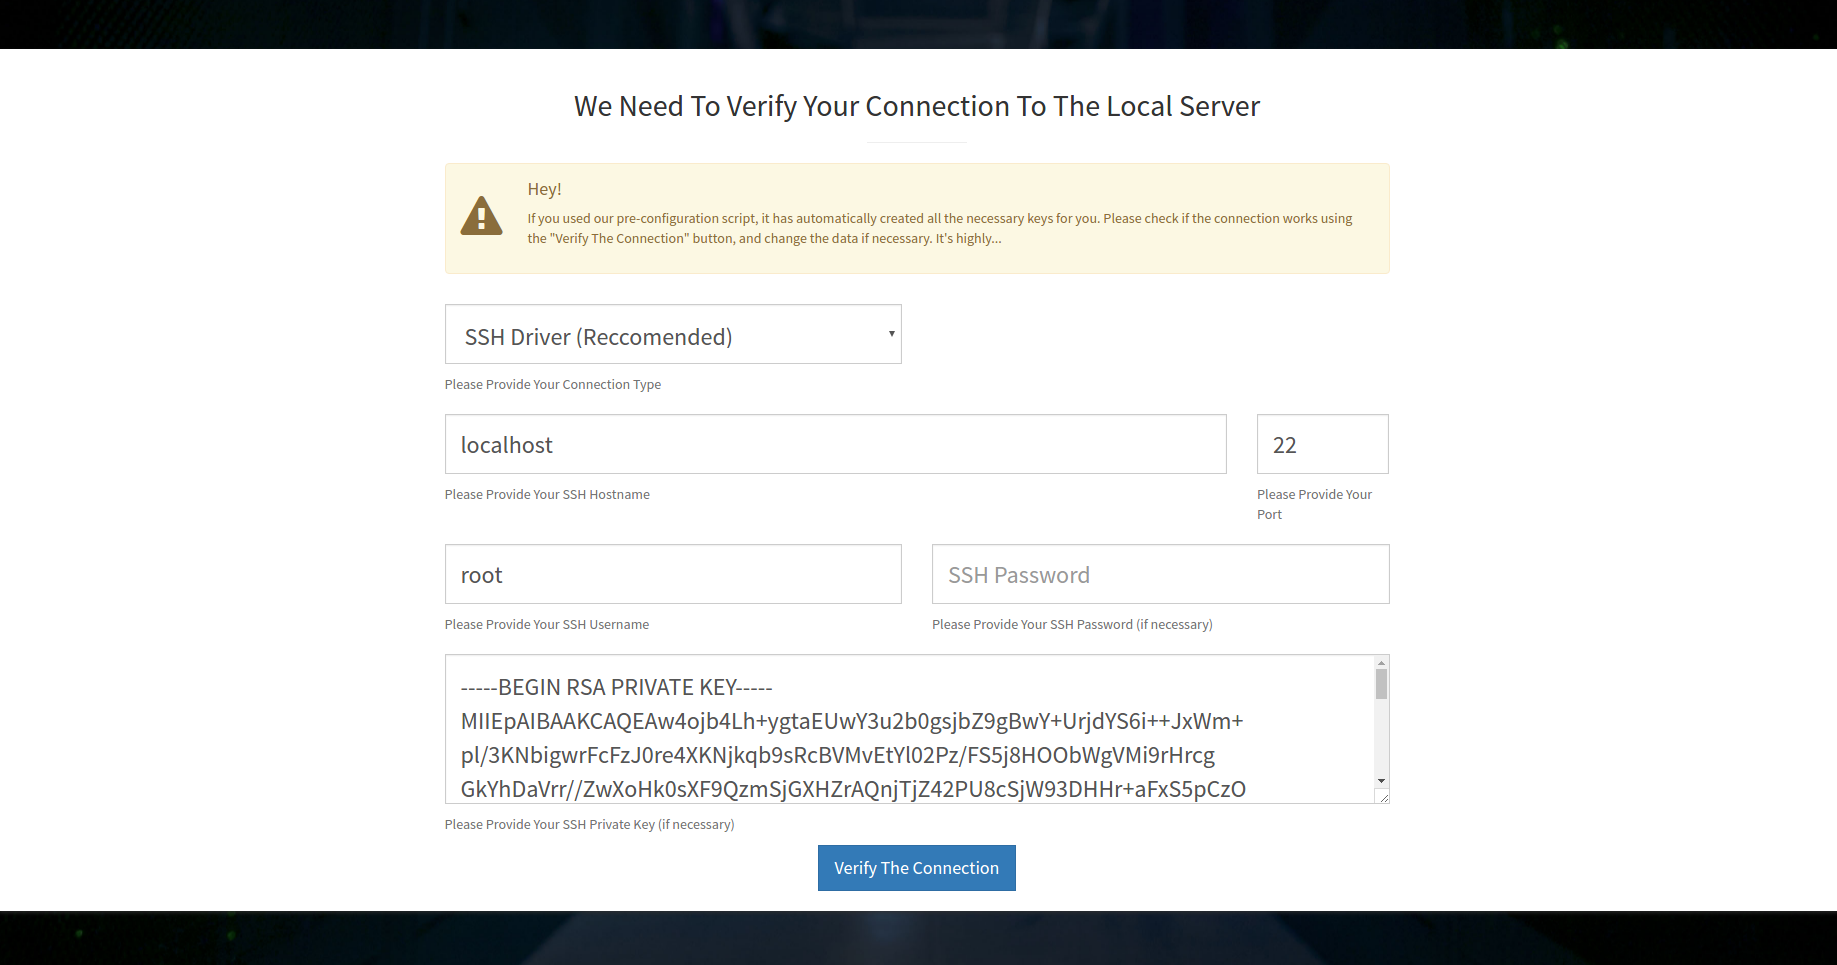 We Need To Verify Your Connection To The Local Server
Hey!
If you used our pre-configuration script, it has automatically created all the necessary keys for you. Please check if the connection works using
the "Verify The Connection" button, and change the data if necessary. It's highly...
SSH Driver (Reccomended)
Please Provide Your Connection Type
localhost
22
Please Provide Your SSH Hostname
Please Provide Your
Port
root
SSH Password
Please Provide Your SSH Username
Please Provide Your SSH Password (if necessary)
-----BEGIN RSA PRIVATE KEY-----
MIIEpAIBAAKCAQEAw4ojb4Lh+ygtaEUwY3u2b0gsjbZ9gBwY+UrjdYS6i++JxWm+
pl/3KNbigwrFcFzJ0re4XKNjkqb9sRcBVMvEtYl02Pz/FS5j8HOObWgVMi9rHrcg
GkYhDaVrr//ZwXoHk0sXF9QzmSjGXHZrAQnjTjZ42PU8cSjW93DHHr+aFxS5pCzO
Please Provide Your SSH Private Key (if necessary)
Verify The Connection